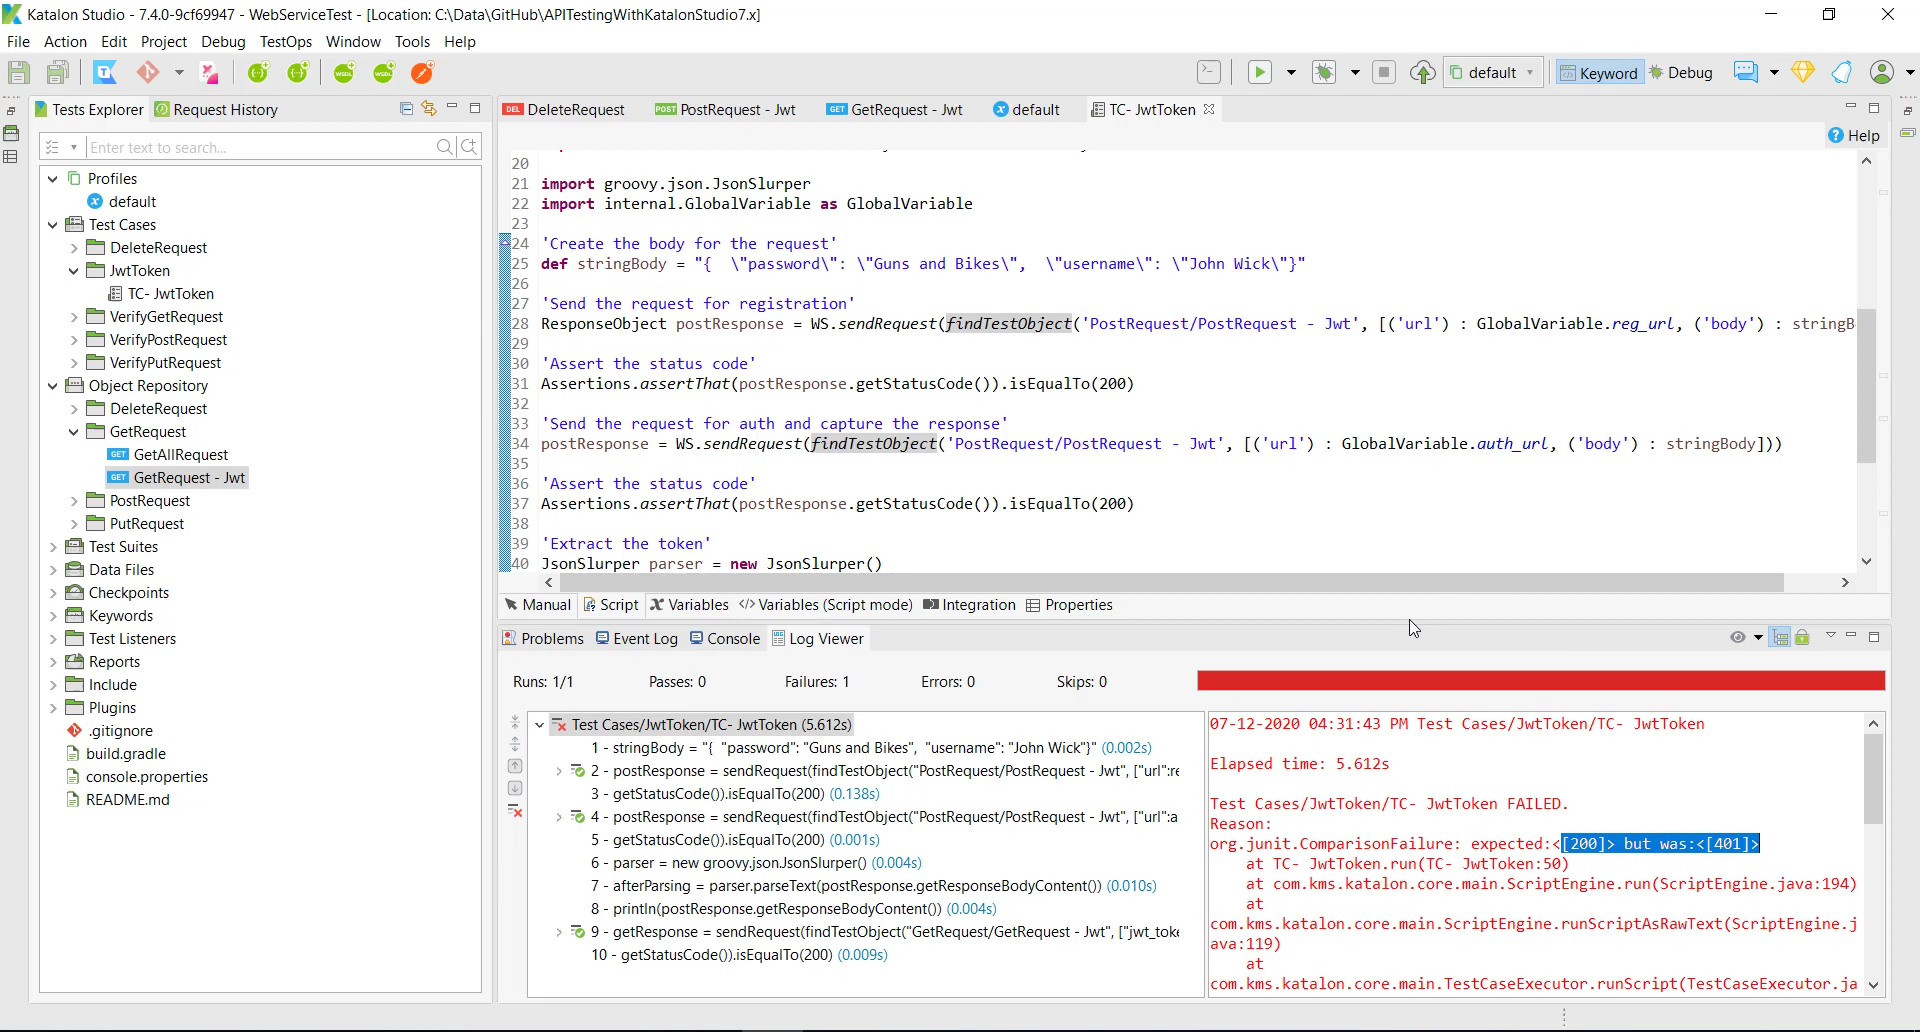 Katalon Studio - 7.4.0-9cf69947 - WebServiceTest - [Location: C:\Data\GitHub\APITestingWithKatalonStudio7.x]
File Action Edit Project Debug TestOps Window Tools Help
default Keyword Debug
Tests Explorer Request History
DEL DeleteRequest POST PostRequest - Jwt GET GetRequest - Jwt default TC- JwtToken
Help
Enter text to search...
Profiles
default
Test Cases
DeleteRequest
JwtToken
TC- JwtToken
VerifyGetRequest
VerifyPostRequest
VerifyPutRequest
Object Repository
DeleteRequest
GetRequest
GET GetAllRequest
GET GetRequest - Jwt
PostRequest
PutRequest
Test Suites
Data Files
Checkpoints
Keywords
Test Listeners
Reports
Include
Plugins
.gitignore
build.gradle
console.properties
README.md
20
21 import groovy.json.JsonSlurper
22 import internal.GlobalVariable as GlobalVariable
23
24 'Create the body for the request'
25 def stringBody = "{  \"password\": \"Guns and Bikes\",  \"username\": \"John Wick\"}"
26
27 'Send the request for registration'
28 ResponseObject postResponse = WS.sendRequest(findTestObject('PostRequest/PostRequest - Jwt', [('url') : GlobalVariable.reg_url, ('body') : stringB
29
30 'Assert the status code'
31 Assertions.assertThat(postResponse.getStatusCode()).isEqualTo(200)
32
33 'Send the request for auth and capture the response'
34 postResponse = WS.sendRequest(findTestObject('PostRequest/PostRequest - Jwt', [('url') : GlobalVariable.auth_url, ('body') : stringBody]))
35
36 'Assert the status code'
37 Assertions.assertThat(postResponse.getStatusCode()).isEqualTo(200)
38
39 'Extract the token'
40 JsonSlurper parser = new JsonSlurper()
Manual Script Variables Variables (Script mode) Integration Properties
Problems Event Log Console Log Viewer
Runs: 1/1 Passes: 0 Failures: 1 Errors: 0 Skips: 0
Test Cases/JwtToken/TC- JwtToken (5.612s)
1 - stringBody = "{  "password": "Guns and Bikes",  "username": "John Wick"}" (0.002s)
2 - postResponse = sendRequest(findTestObject("PostRequest/PostRequest - Jwt", ["url":re
3 - getStatusCode()).isEqualTo(200) (0.138s)
4 - postResponse = sendRequest(findTestObject("PostRequest/PostRequest - Jwt", ["url":a
5 - getStatusCode()).isEqualTo(200) (0.001s)
6 - parser = new groovy.json.JsonSlurper() (0.004s)
7 - afterParsing = parser.parseText(postResponse.getResponseBodyContent()) (0.010s)
8 - println(postResponse.getResponseBodyContent()) (0.004s)
9 - getResponse = sendRequest(findTestObject("GetRequest/GetRequest - Jwt", ["jwt_toke
10 - getStatusCode()).isEqualTo(200) (0.009s)
07-12-2020 04:31:43 PM Test Cases/JwtToken/TC- JwtToken
Elapsed time: 5.612s
Test Cases/JwtToken/TC- JwtToken FAILED.
Reason:
org.junit.ComparisonFailure: expected:<[200]> but was:<[401]>
at TC- JwtToken.run(TC- JwtToken:50)
at com.kms.katalon.core.main.ScriptEngine.run(ScriptEngine.java:194)
at
com.kms.katalon.core.main.ScriptEngine.runScriptAsRawText(ScriptEngine.j
ava:119)
at
com.kms.katalon.core.main.TestCaseExecutor.runScript(TestCaseExecutor.ja